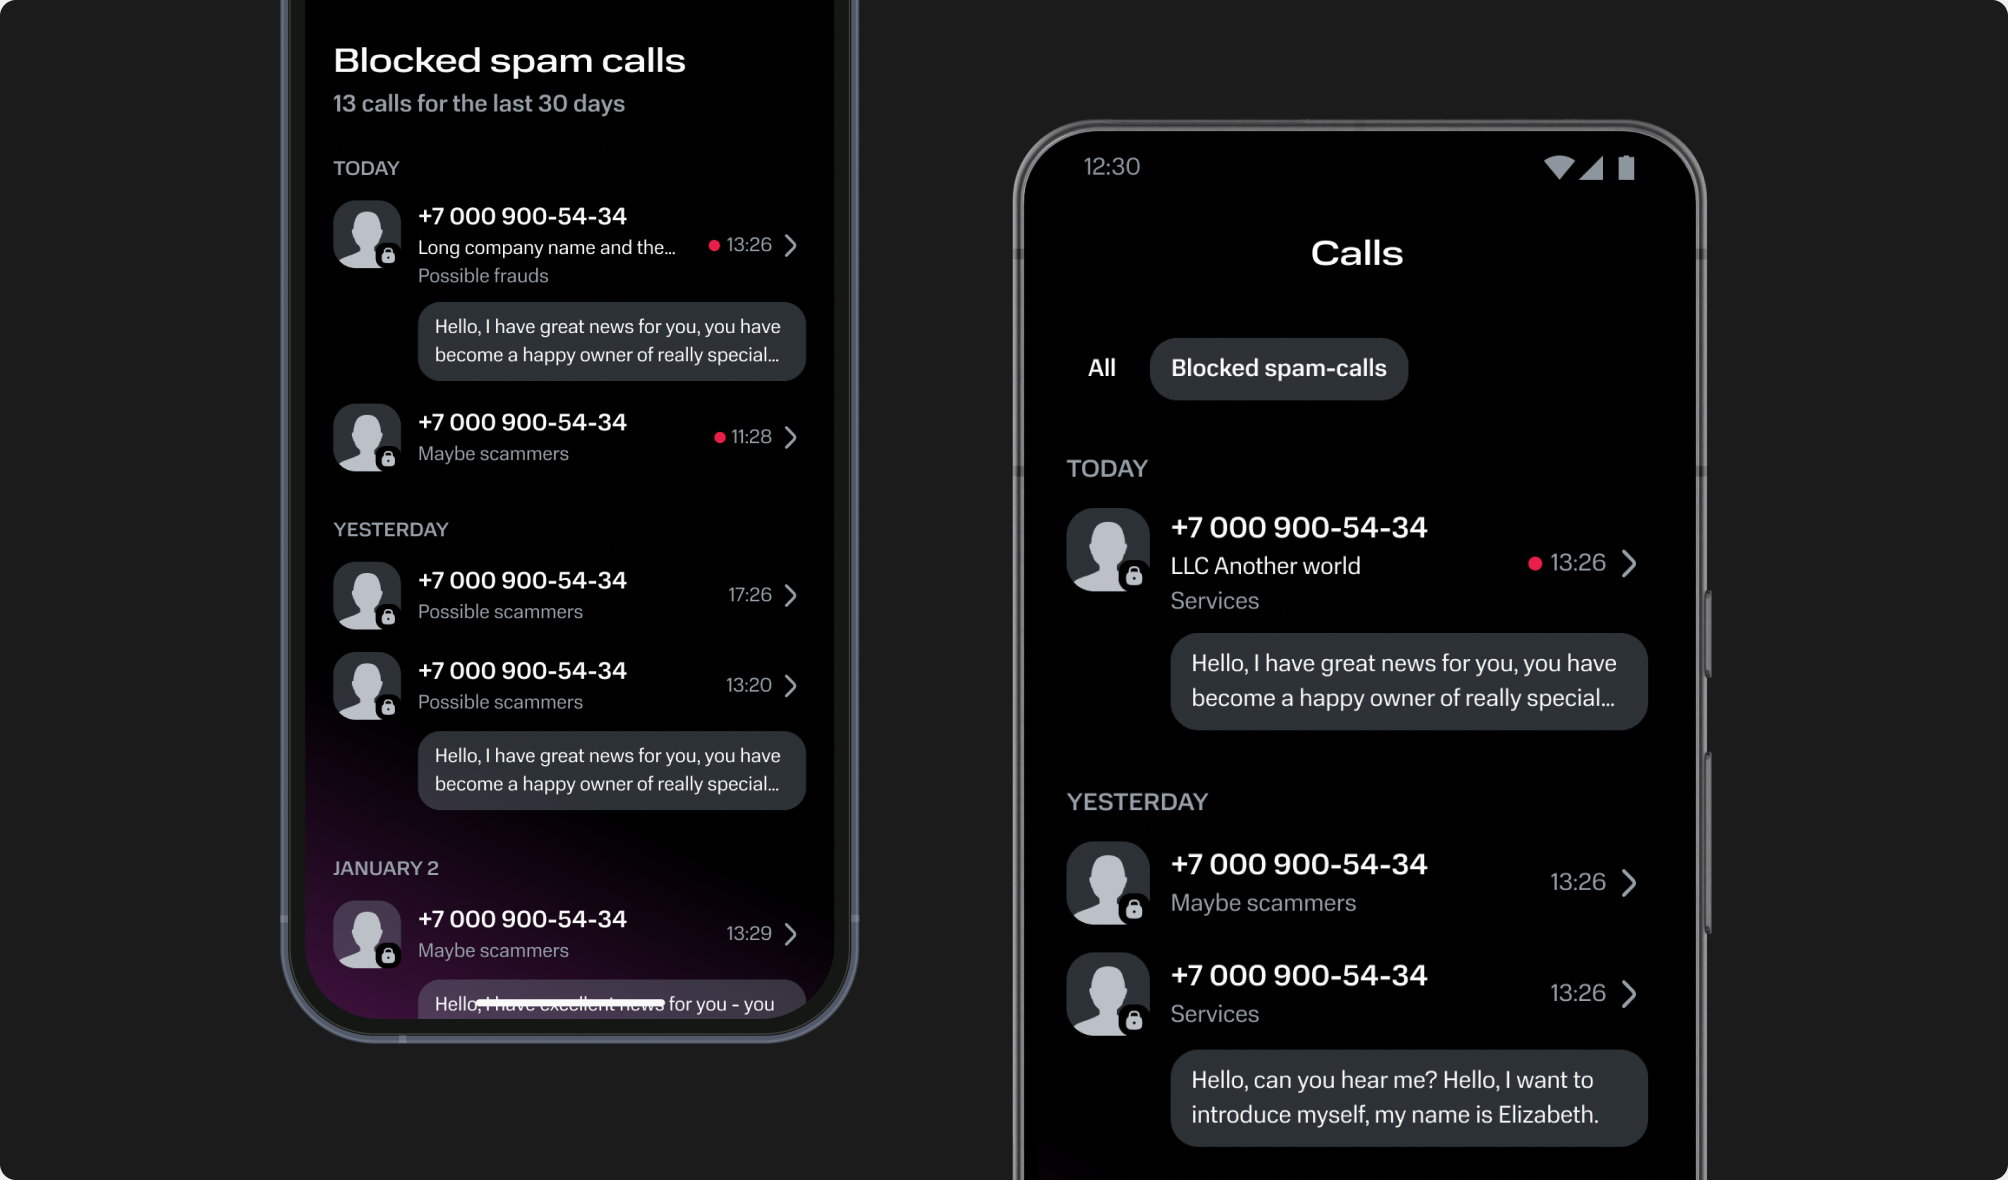 Blocked spam calls
13 calls for the last 30 days
TODAY
+7 000 900-54-34
Long company name and the...
13:26
Possible frauds
Hello, I have great news for you, you have
become a happy owner of really special...
+7 000 900-54-34
11:28
Maybe scammers
YESTERDAY
+7 000 900-54-34
17:26
Possible scammers
+7 000 900-54-34
13:20
Possible scammers
Hello, I have great news for you, you have
become a happy owner of really special...
JANUARY 2
+7 000 900-54-34
13:29
Maybe scammers
Hello, I have excellent news for you - you
12:30
Calls
All
Blocked spam-calls
TODAY
+7 000 900-54-34
LLC Another world
13:26
Services
Hello, I have great news for you, you have
become a happy owner of really special...
YESTERDAY
+7 000 900-54-34
13:26
Maybe scammers
+7 000 900-54-34
13:26
Services
Hello, can you hear me? Hello, I want to
introduce myself, my name is Elizabeth.